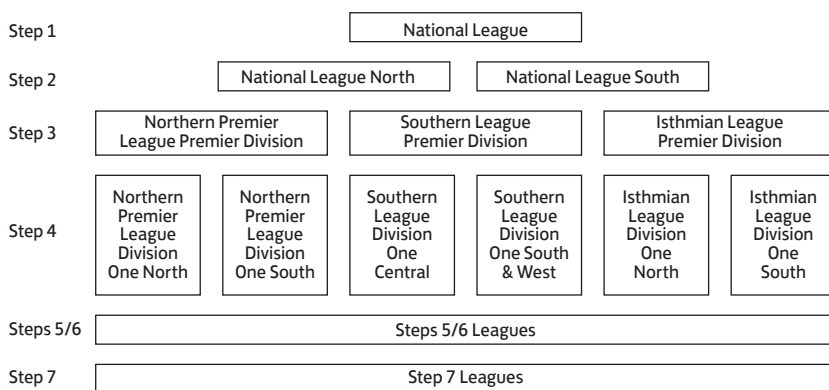 Step 1
National League
Step 2
National League North
National League South
Step 3
Northern Premier
League Premier Division
Southern League
Premier Division
Isthmian League
Premier Division
Step 4
Northern
Premier
League
Division
One North
Northern
Premier
League
Division
One South
Southern
League
Division
One
Central
Southern
League
Division
One South
& West
Isthmian
League
Division
One
North
Isthmian
League
Division
One
South
Steps 5/6
Steps 5/6 Leagues
Step 7
Step 7 Leagues